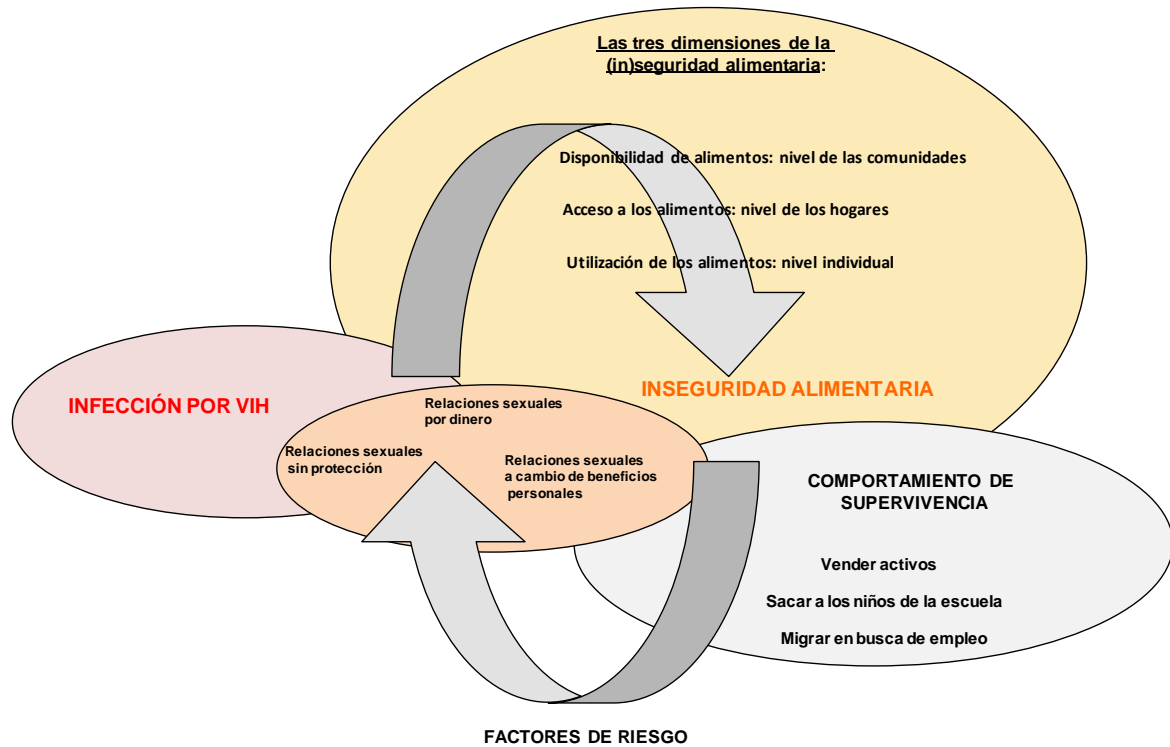 Las tres dimensiones de la
(in)seguridad alimentaria:
Disponibilidad de alimentos: nivel de las comunidades
Acceso a los alimentos: nivel de los hogares
Utilización de los alimentos: nivel individual
INFECCIÓN POR VIH
INSEGURIDAD ALIMENTARIA
Relaciones sexuales
por dinero
Relaciones sexuales
sin protección
Relaciones sexuales
a cambio de beneficios
personales
COMPORTAMIENTO DE
SUPERVIVENCIA
Vender activos
Sacar a los niños de la escuela
Migrar en busca de empleo
FACTORES DE RIESGO